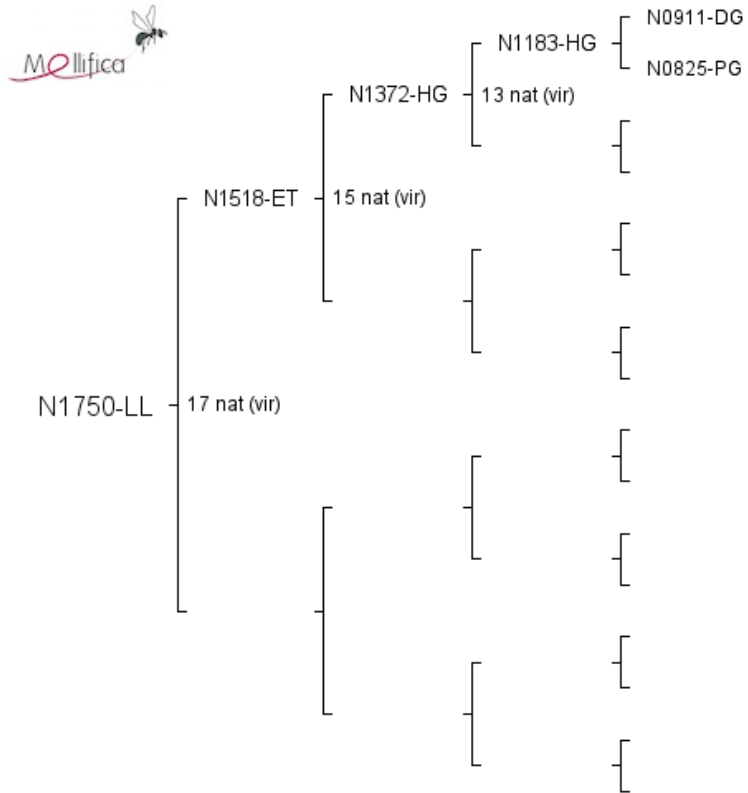 Mellifica
N0911-DG
N1183-HG
N0825-PG
N1372-HG
13 nat (vir)
N1518-ET
15 nat (vir)
N1750-LL
17 nat (vir)